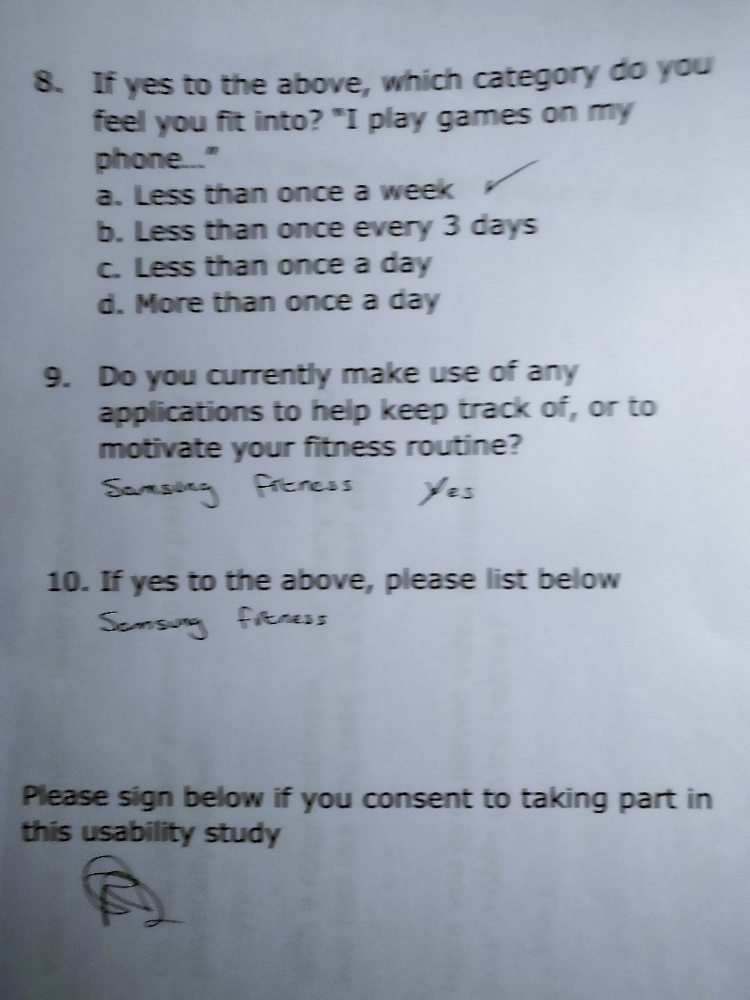 8. If yes to the above, which category do you
feel you fit into? "I play games on my
phone..."
a. Less than once a week ✓
b. Less than once every 3 days
c. Less than once a day
d. More than once a day
9. Do you currently make use of any
applications to help keep track of, or to
motivate your fitness routine?
Samsung fitness Yes
10. If yes to the above, please list below
Samsung fitness
Please sign below if you consent to taking part in
this usability study